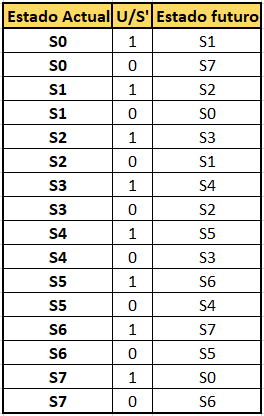 Estado Actual U/S' Estado futuro
S0 1 S1
S0 0 S7
S1 1 S2
S1 0 S0
S2 1 S3
S2 0 S1
S3 1 S4
S3 0 S2
S4 1 S5
S4 0 S3
S5 1 S6
S5 0 S4
S6 1 S7
S6 0 S5
S7 1 S0
S7 0 S6